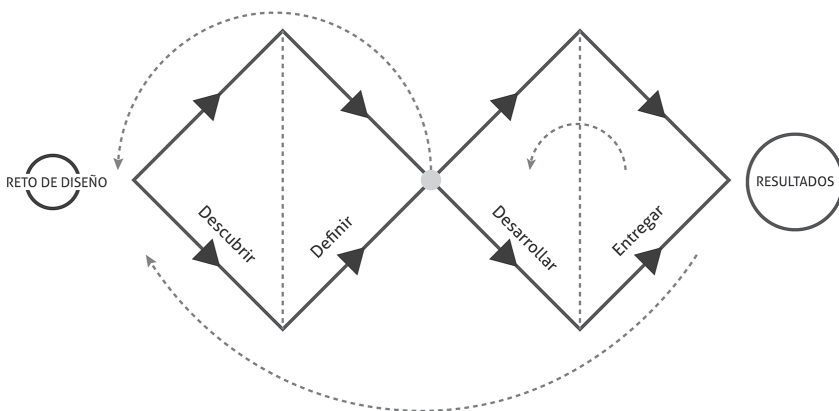 RETO DE DISEÑO
Descubrir
Definir
Desarrollar
Entregar
RESULTADOS